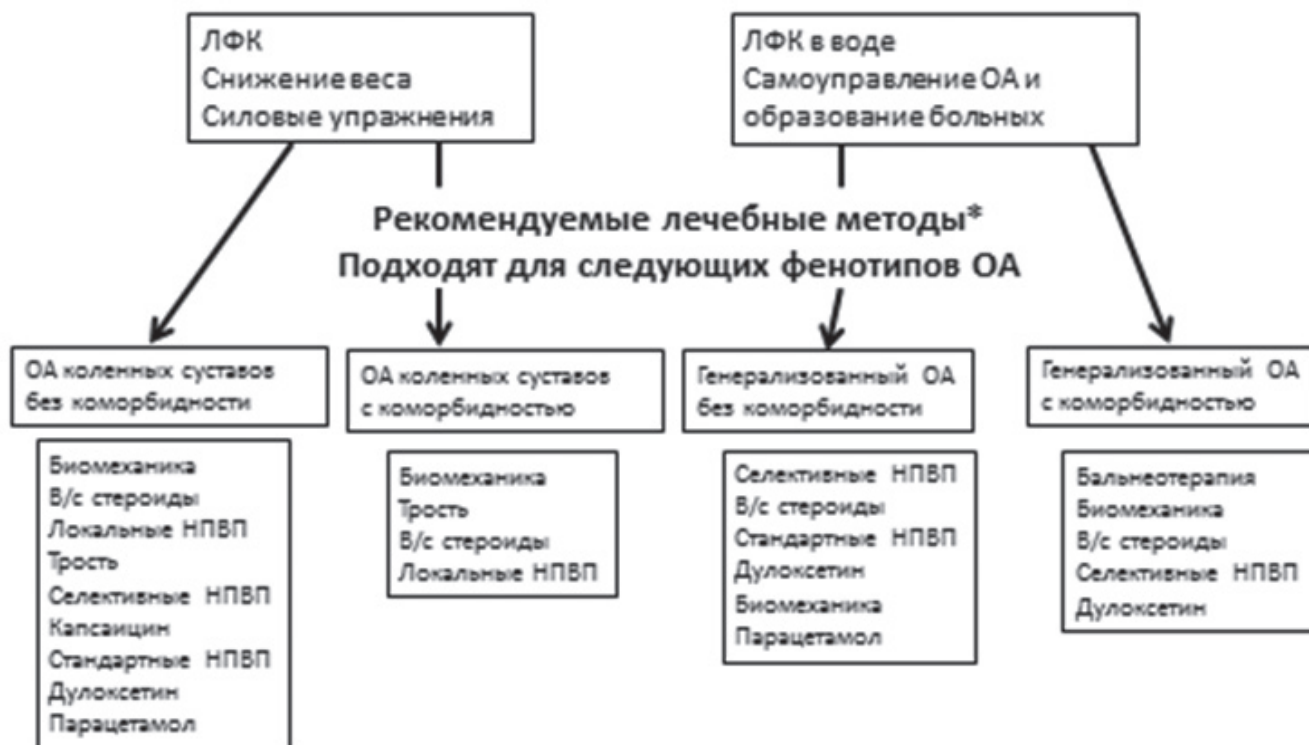 ЛФК
Снижение веса
Силовые упражнения
ЛФК в воде
Самоуправление ОА и
образование больных
Рекомендуемые лечебные методы*
Подходят для следующих фенотипов ОА
ОА коленных суставов
без коморбидности
ОА коленных суставов
с коморбидностью
Генерализованный ОА
без коморбидности
Генерализованный ОА
с коморбидностью
Биомеханика
В/с стероиды
Локальные НПВП
Трость
Селективные НПВП
Капсаицин
Стандартные НПВП
Дулоксетин
Парацетамол
Биомеханика
Трость
В/с стероиды
Локальные НПВП
Селективные НПВП
В/с стероиды
Стандартные НПВП
Дулоксетин
Биомеханика
Парацетамол
Бальнеотерапия
Биомеханика
В/с стероиды
Селективные НПВП
Дулоксетин